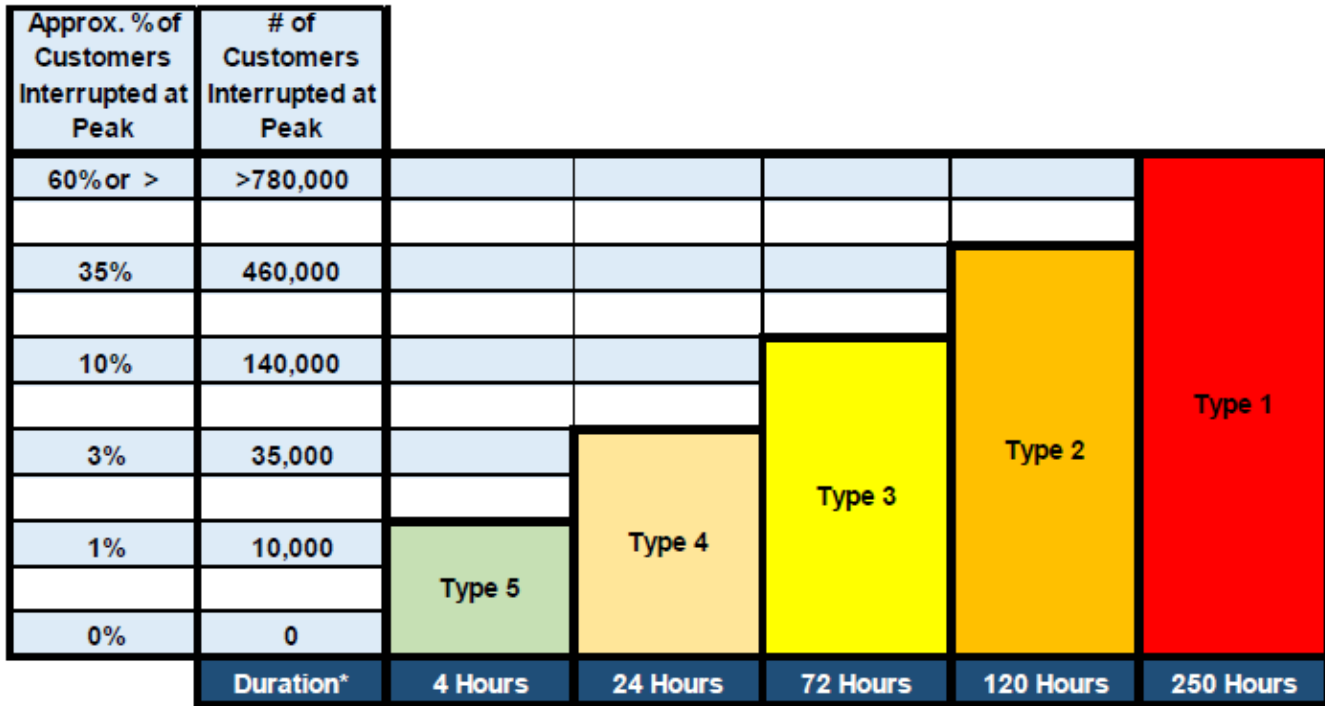 Approx. % of
Customers
Interrupted at
Peak
# of
Customers
Interrupted at
Peak
60% or >
>780,000
35%
460,000
10%
140,000
Type 1
3%
35,000
Type 2
Type 3
1%
10,000
Type 4
Type 5
0%
0
Duration*
4 Hours
24 Hours
72 Hours
120 Hours
250 Hours